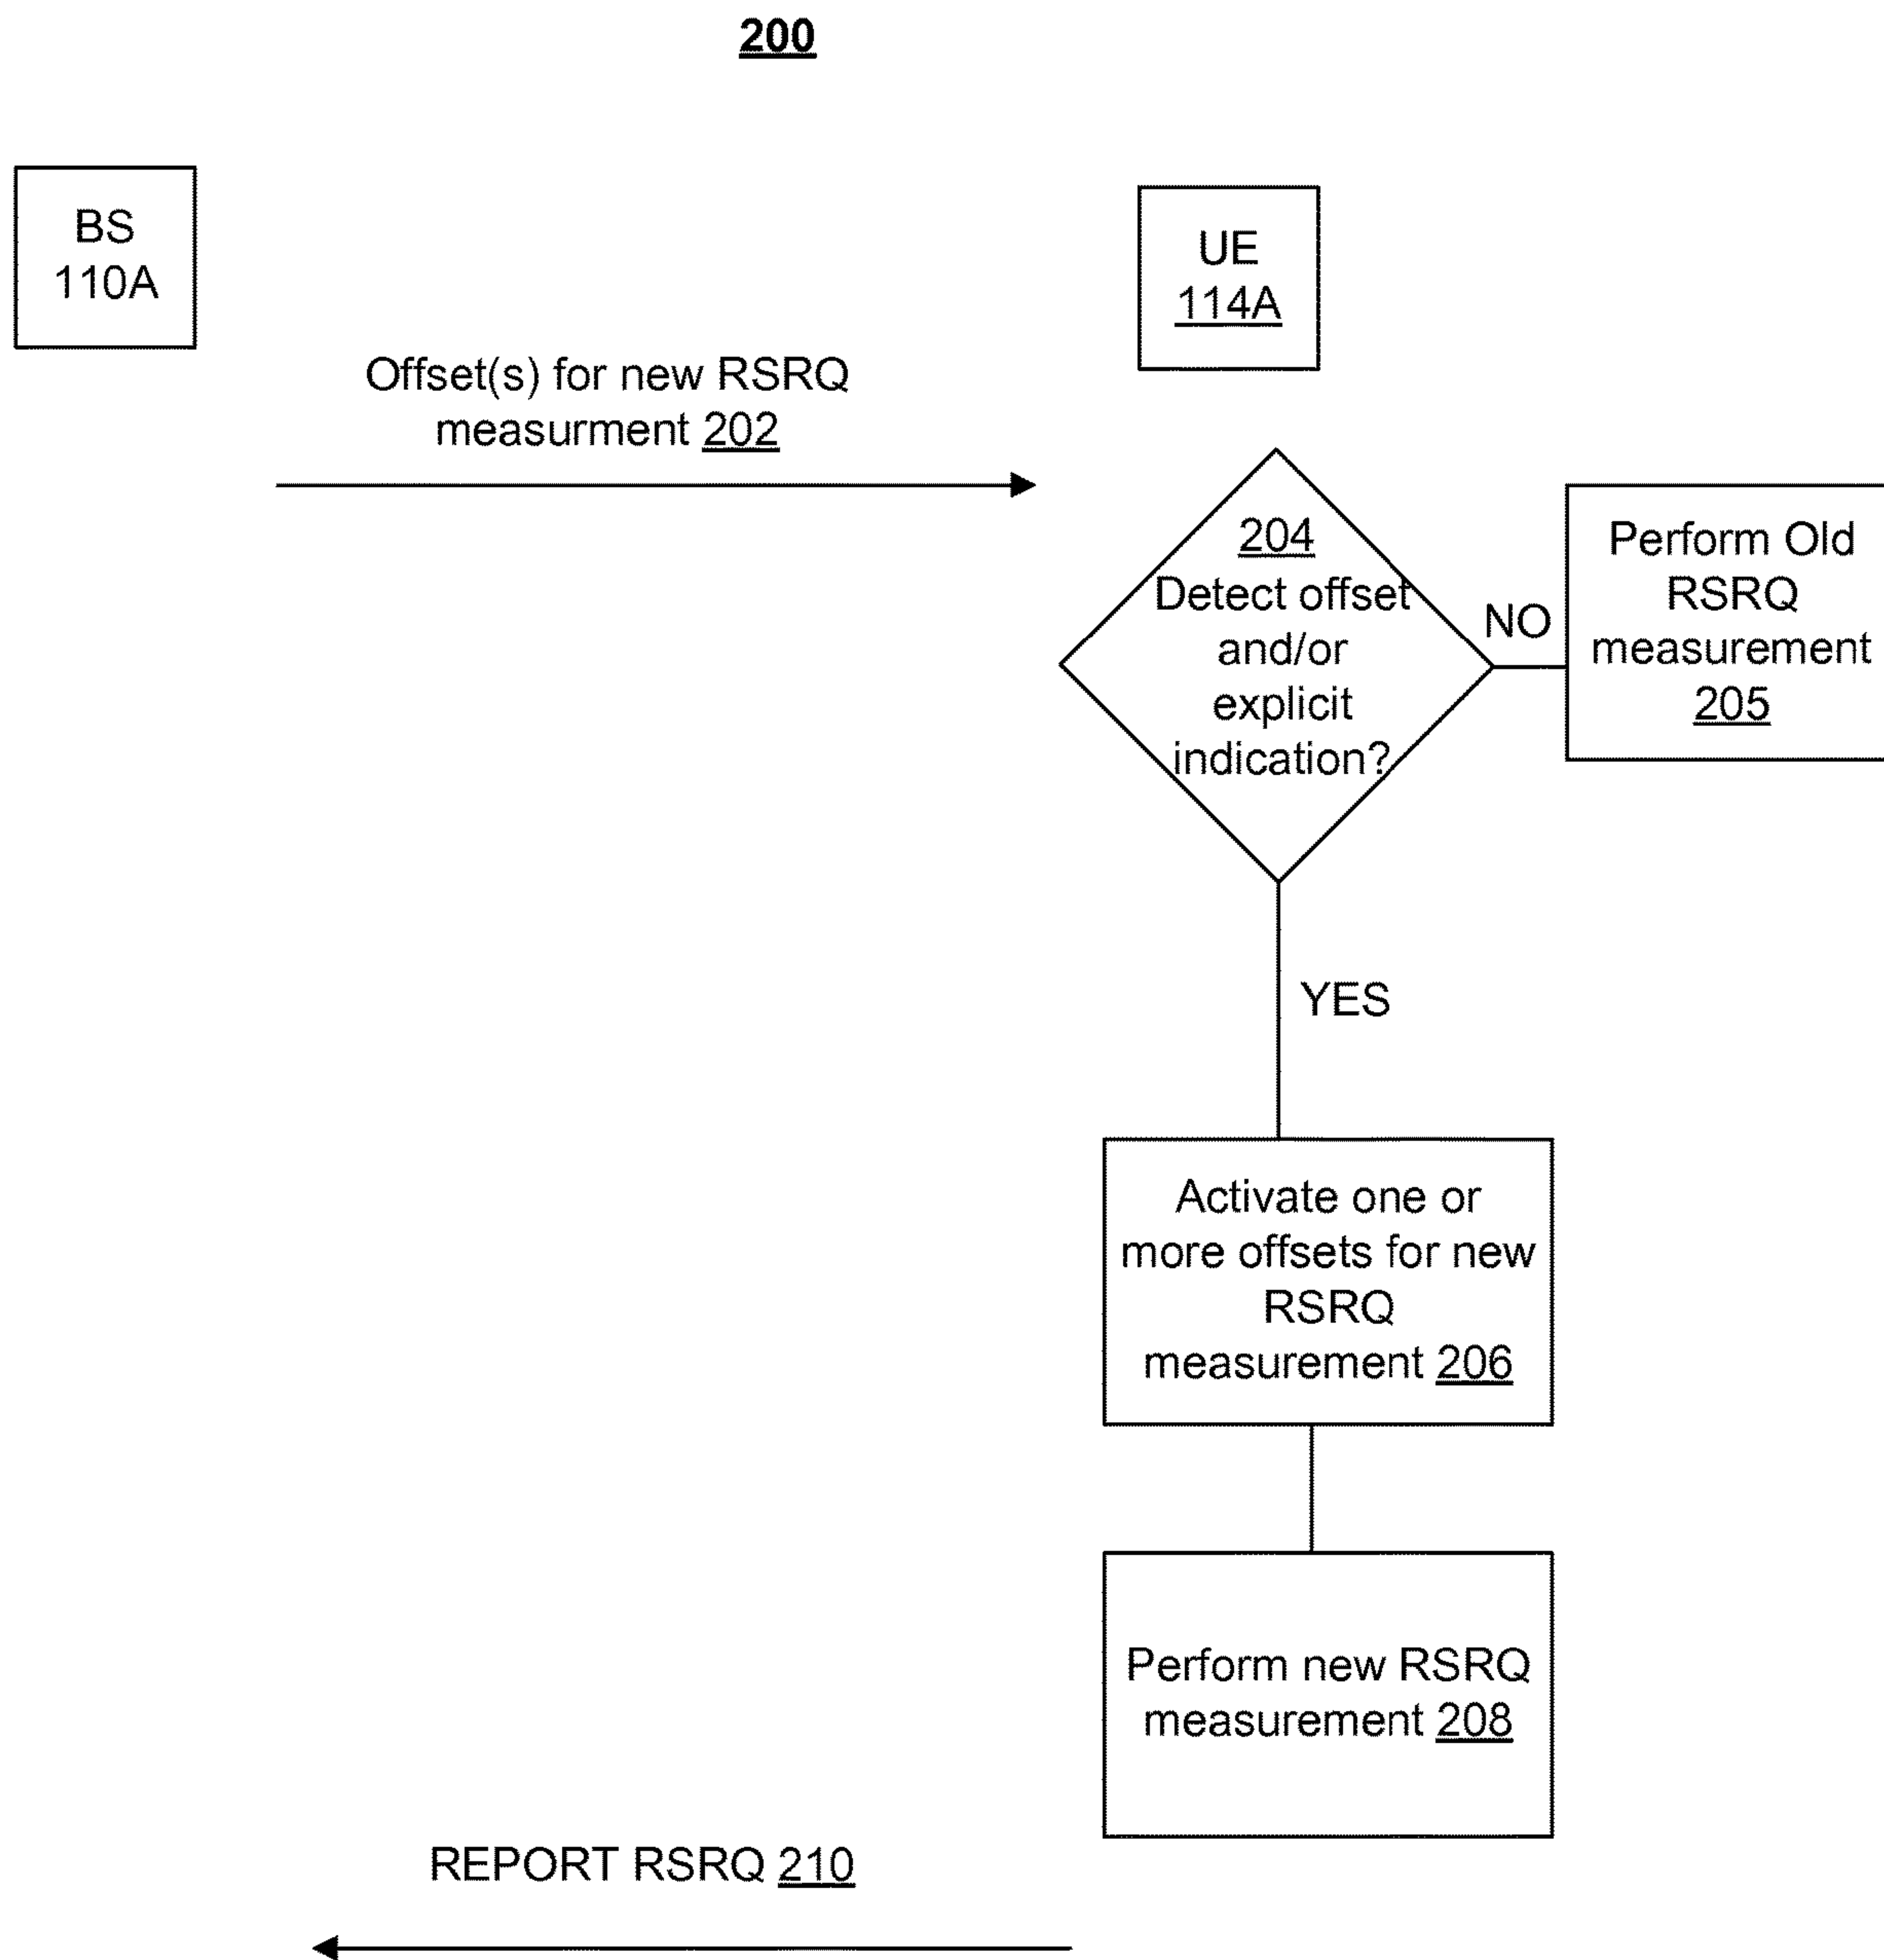 200
BS
110A
UE
114A
Offset(s) for new RSRQ
measurment 202
204
Detect offset
and/or
explicit
indication?
NO
Perform Old
RSRQ
measurement
205
YES
Activate one or
more offsets for new
RSRQ
measurement 206
Perform new RSRQ
measurement 208
REPORT RSRQ 210